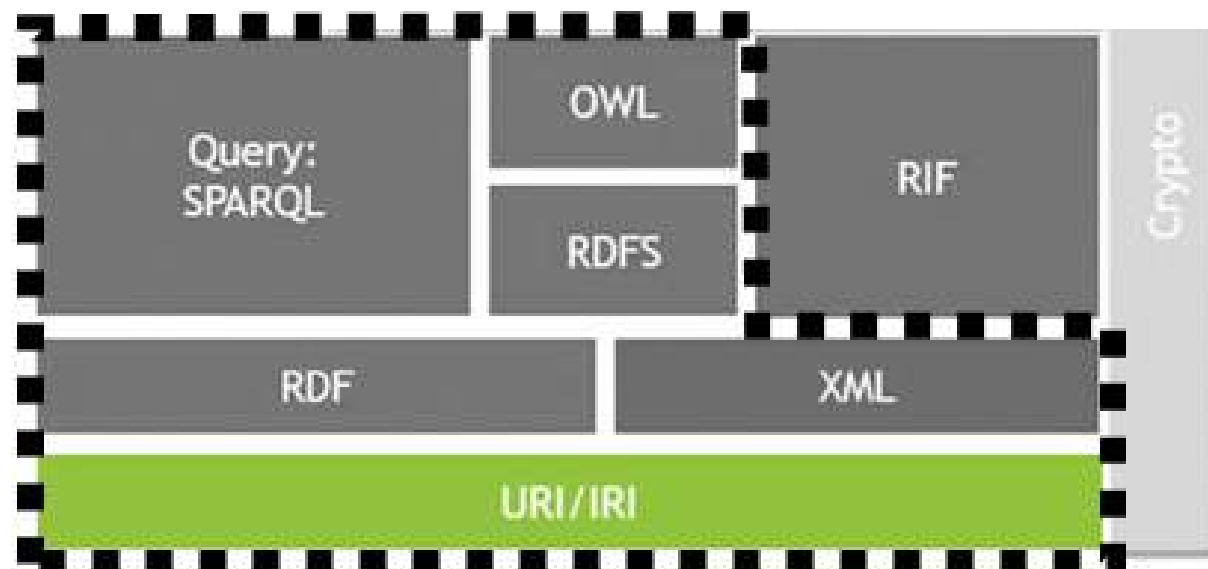 Query:
SPARQL
OWL
RDFS
RIF
Crypto
RDF
XML
URI/IRI